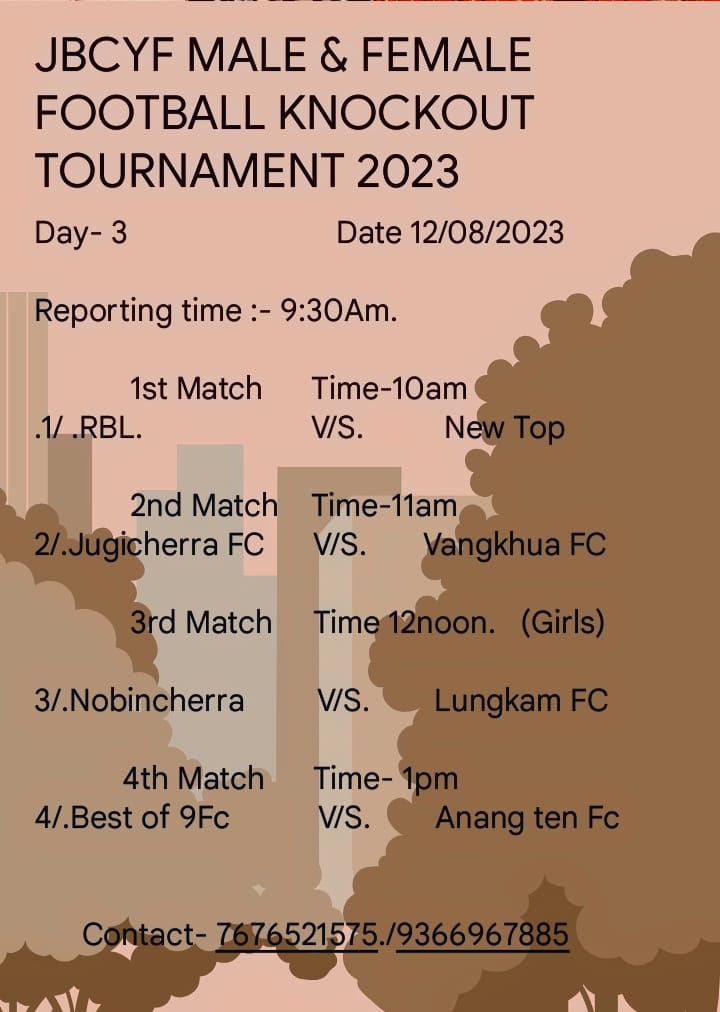 JBCYF MALE & FEMALE
FOOTBALL KNOCKOUT
TOURNAMENT 2023
Day- 3 Date 12/08/2023
Reporting time :- 9:30Am.
1st Match Time-10am
.1/ .RBL. V/S. New Top
2nd Match Time-11am
2/.Jugicherra FC V/S. Vangkhua FC
3rd Match Time 12noon. (Girls)
3/.Nobincherra V/S. Lungkam FC
4th Match Time- 1pm
4/.Best of 9Fc V/S. Anang ten Fc
Contact- 7676521575./9366967885